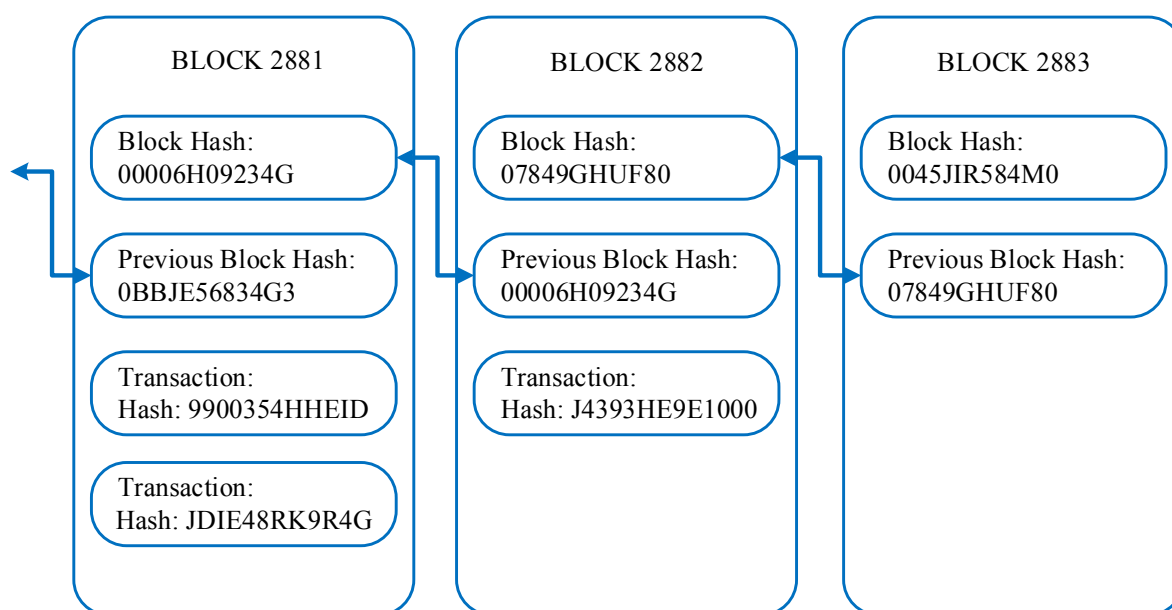 BLOCK 2881
Block Hash:
00006H09234G
Previous Block Hash:
0BBJE56834G3
Transaction:
Hash: 9900354HHEID
Transaction:
Hash: JDIE48RK9R4G
BLOCK 2882
Block Hash:
07849GHUF80
Previous Block Hash:
00006H09234G
Transaction:
Hash: J4393HE9E1000
BLOCK 2883
Block Hash:
0045JIR584M0
Previous Block Hash:
07849GHUF80